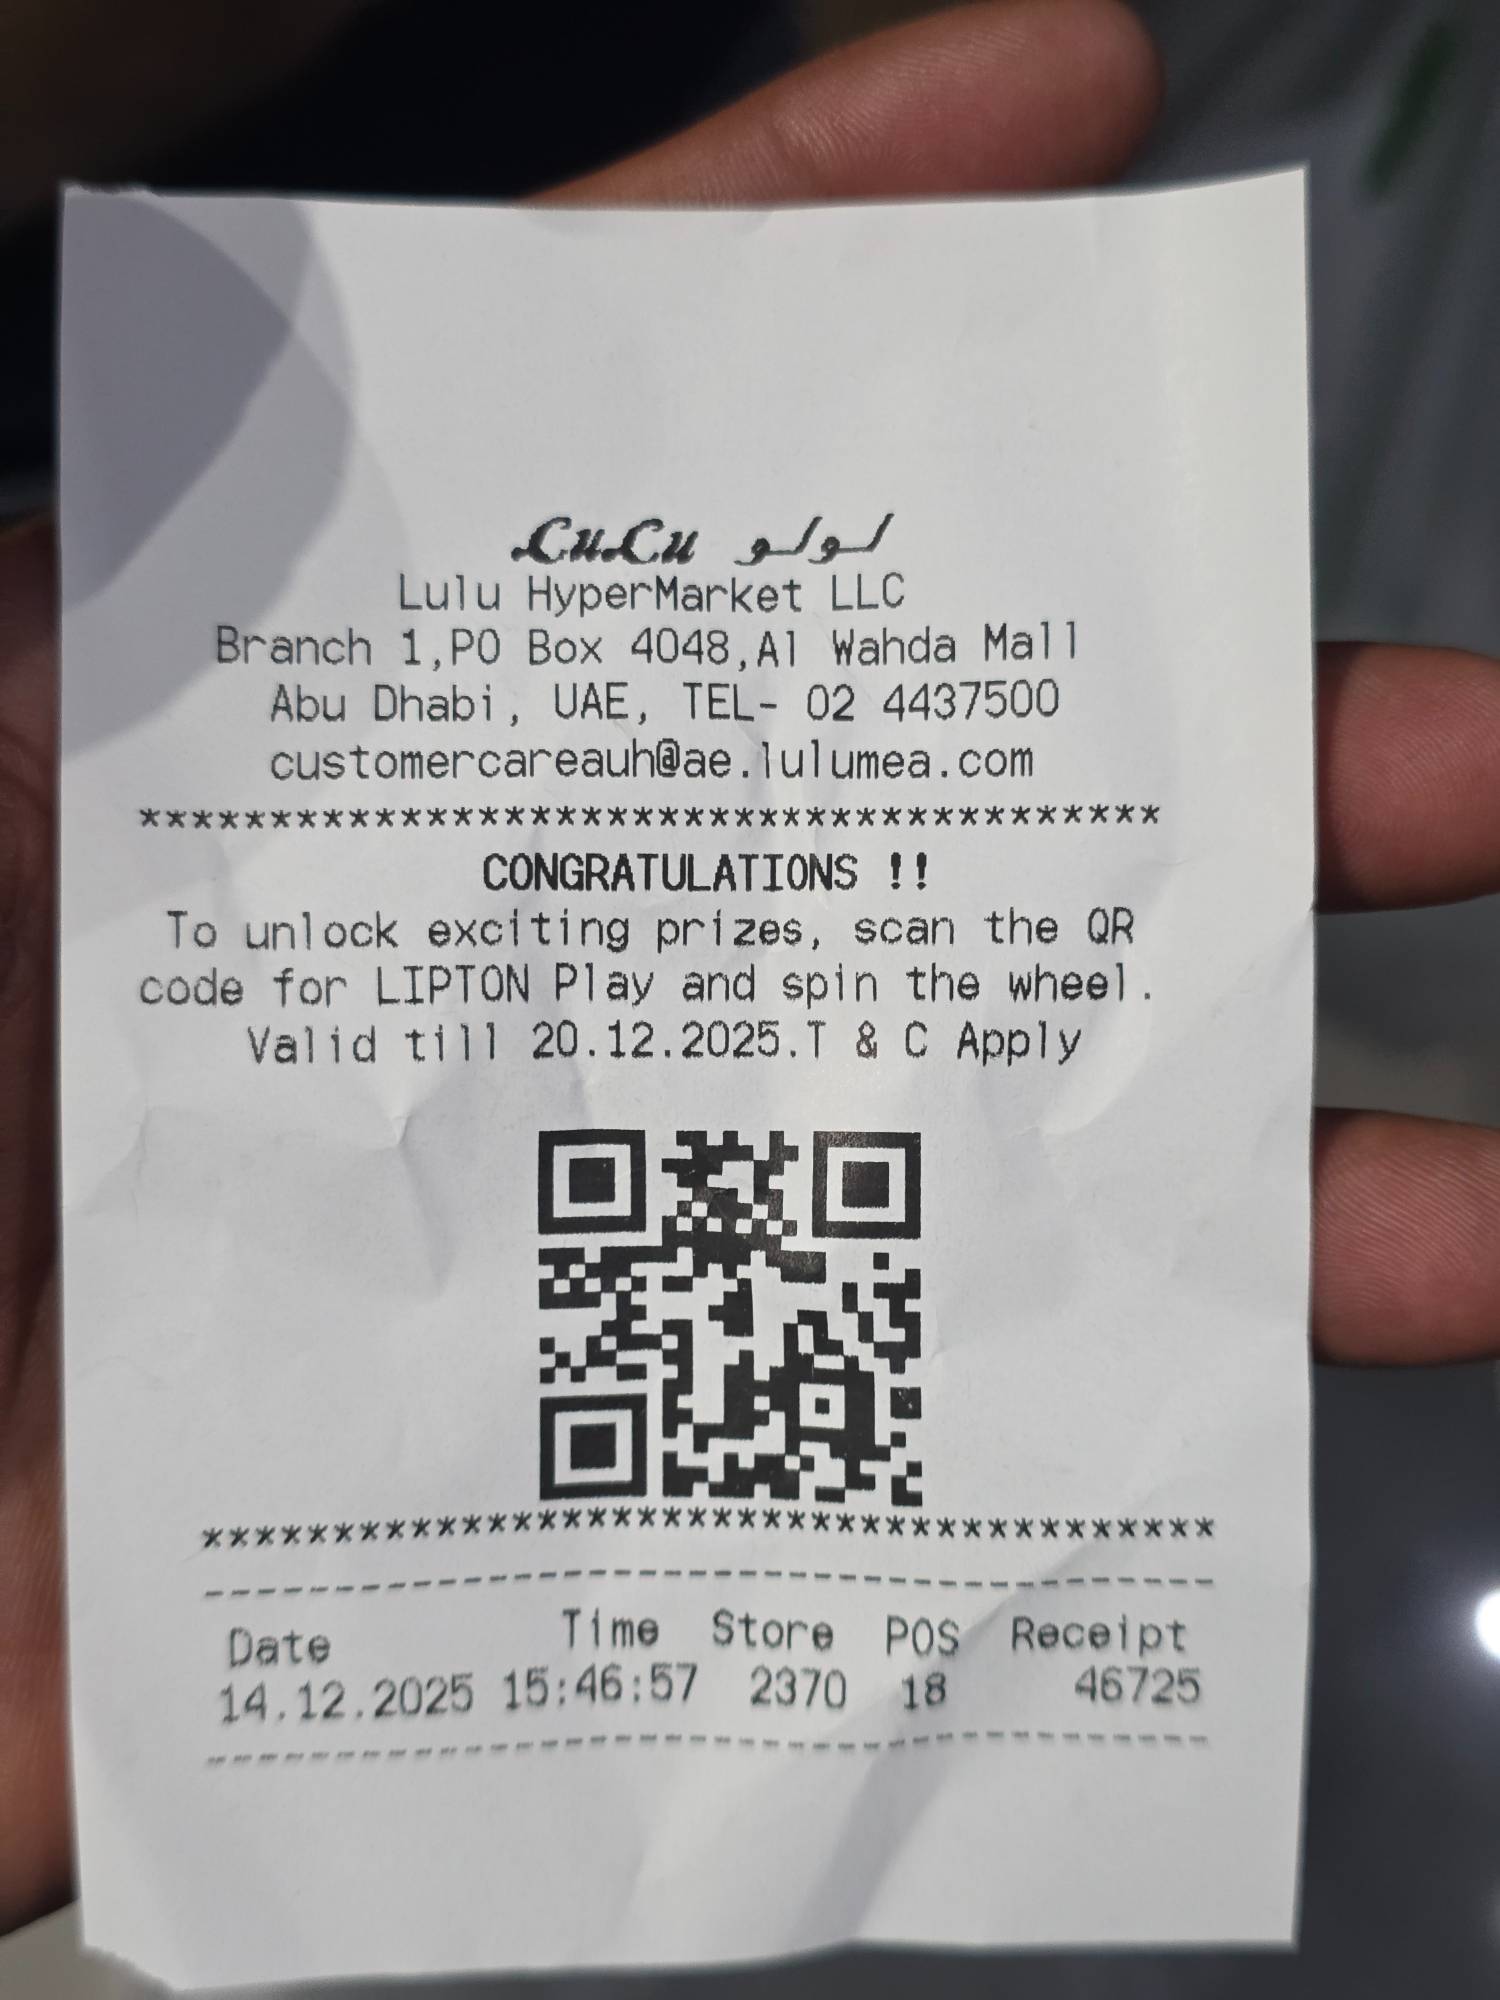 LuLu لولو
Lulu HyperMarket LLC
Branch 1,PO Box 4048,Al Wahda Mall
Abu Dhabi, UAE, TEL- 02 4437500
customercareauh@ae.lulumea.com
***************************************
CONGRATULATIONS !!
To unlock exciting prizes, scan the QR
code for LIPTON Play and spin the wheel.
Valid till 20.12.2025.T & C Apply
***************************************
---------------------------------------
Date Time Store POS Receipt
14.12.2025 15:46:57 2370 18 46725
---------------------------------------